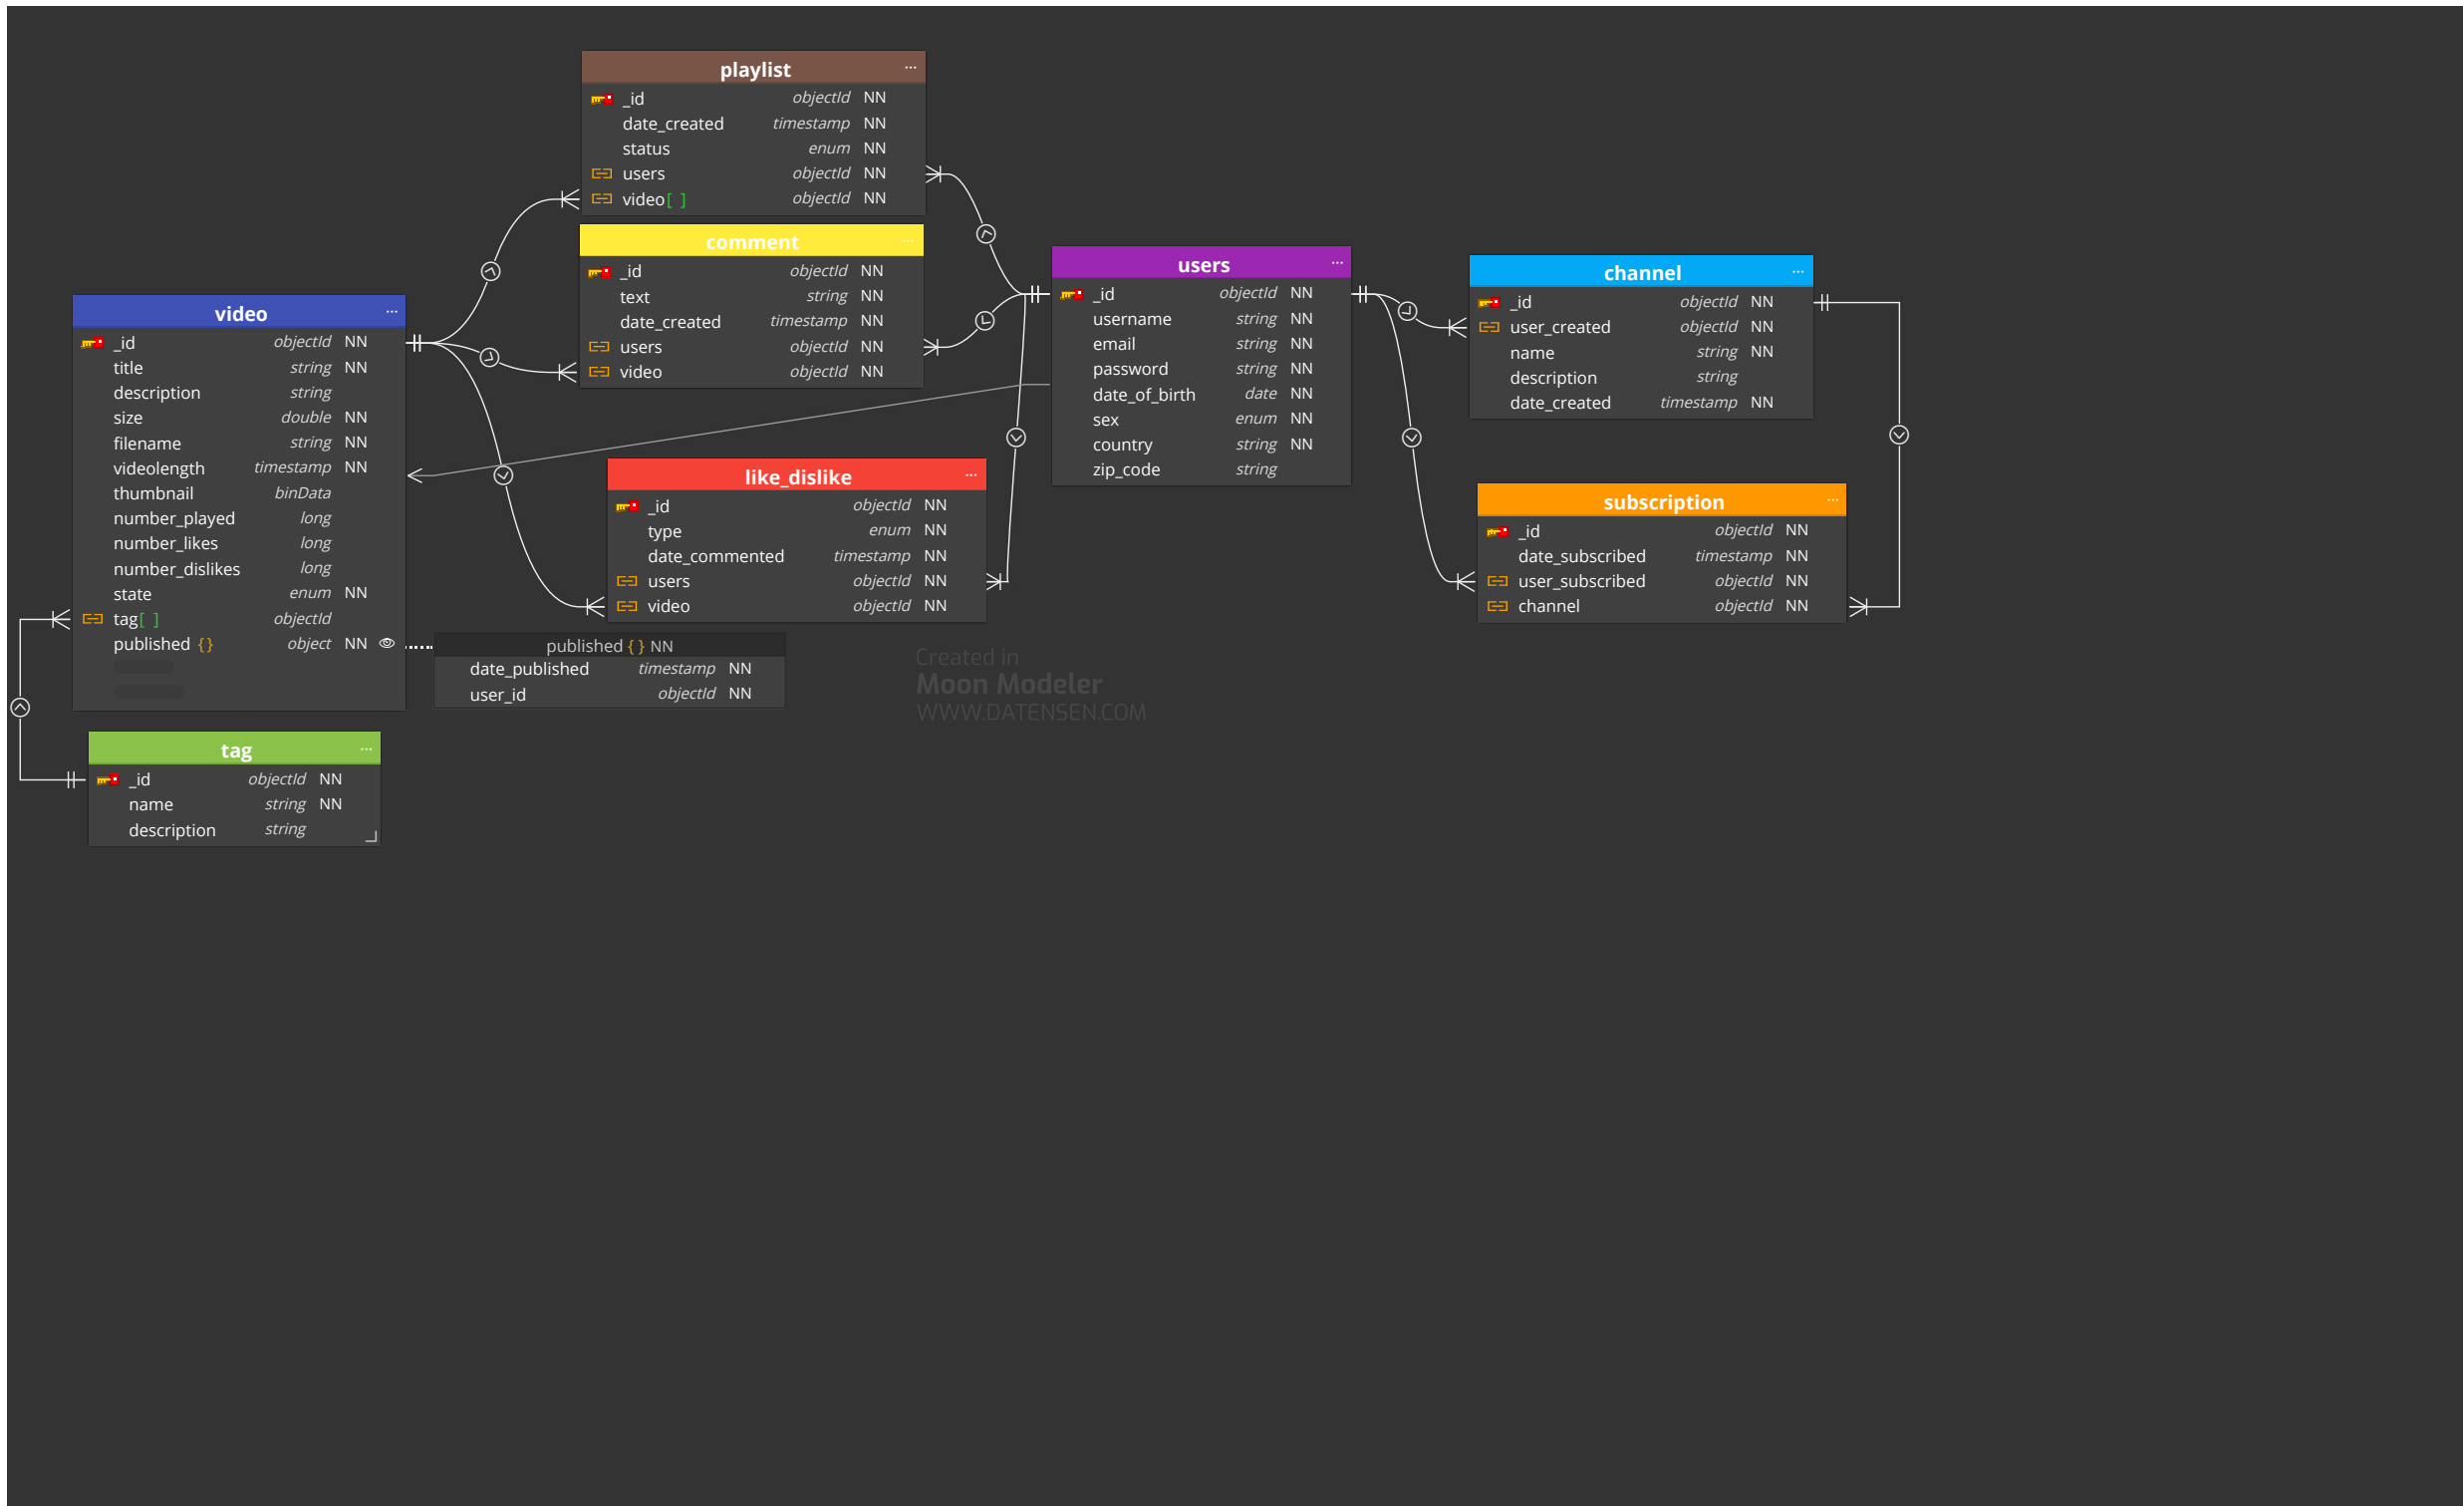 playlist ...
_id objectId NN
date_created timestamp NN
status enum NN
users objectId NN
video[ ] objectId NN
comment ...
_id objectId NN
text string NN
date_created timestamp NN
users objectId NN
video objectId NN
users ...
_id objectId NN
username string NN
email string NN
password string NN
date_of_birth date NN
sex enum NN
country string NN
zip_code string
channel ...
_id objectId NN
user_created objectId NN
name string NN
description string
date_created timestamp NN
video ...
_id objectId NN
title string NN
description string
size double NN
filename string NN
videolength timestamp NN
thumbnail binData
number_played long
number_likes long
number_dislikes long
state enum NN
tag[ ] objectId
published {} object NN
like_dislike ...
_id objectId NN
type enum NN
date_commented timestamp NN
users objectId NN
video objectId NN
subscription ...
_id objectId NN
date_subscribed timestamp NN
user_subscribed objectId NN
channel objectId NN
published {} NN
date_published timestamp NN
user_id objectId NN
Created in
Moon Modeler
WWW.DATENSEN.COM
tag ...
_id objectId NN
name string NN
description string